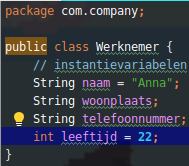 package com.company;
public class Werknemer {
// instantievariabelen
String naam = "Anna";
String woonplaats;
String telefoonnummer;
int leeftijd = 22;
}